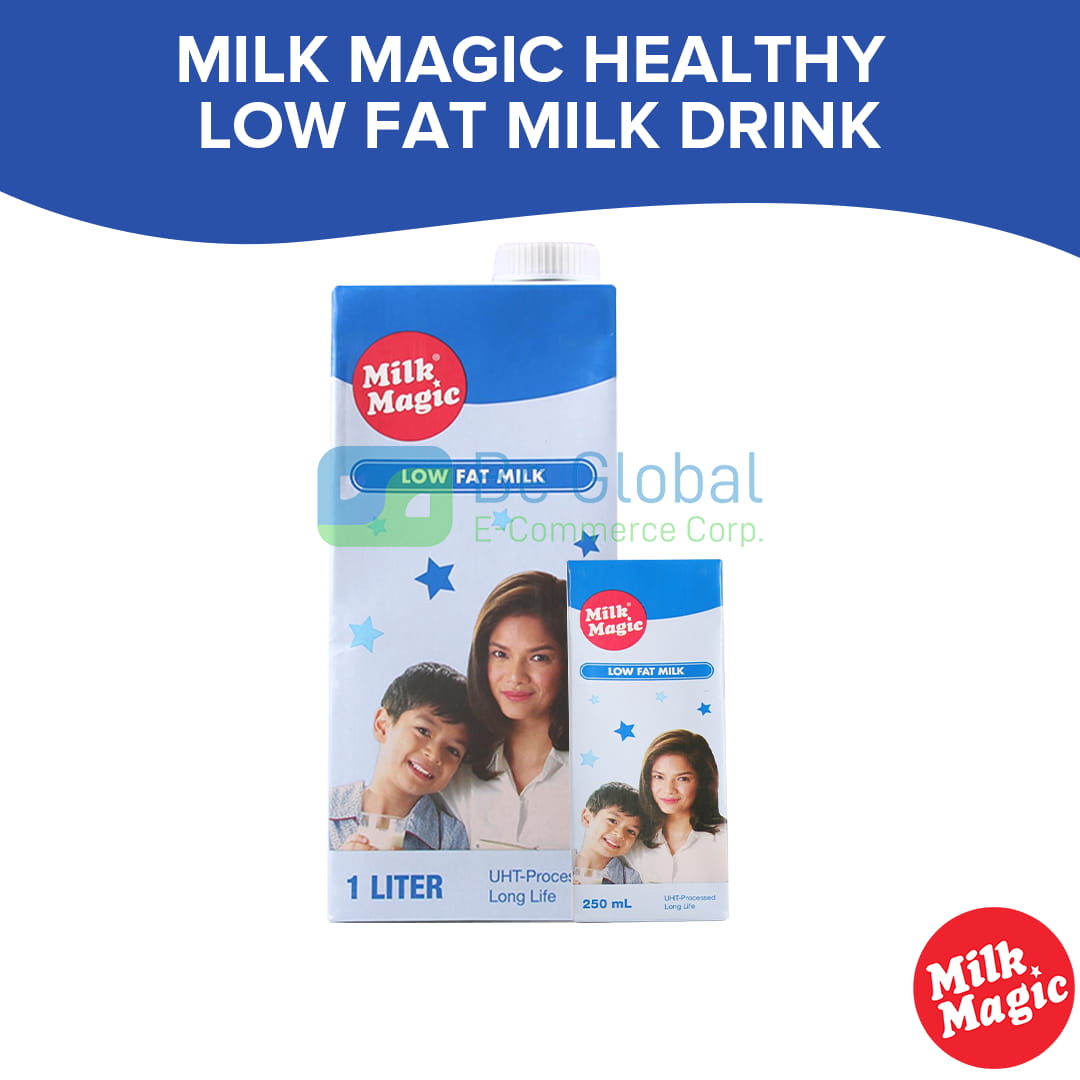 MILK MAGIC HEALTHY
LOW FAT MILK DRINK
Milk®
Magic
LOW FAT MILK
Be Global
E-Commerce Corp.
Milk®
Magic
LOW FAT MILK
1 LITER
UHT-Proces
Long Life
250 mL
UHT-Processed
Long Life
Milk
Magic